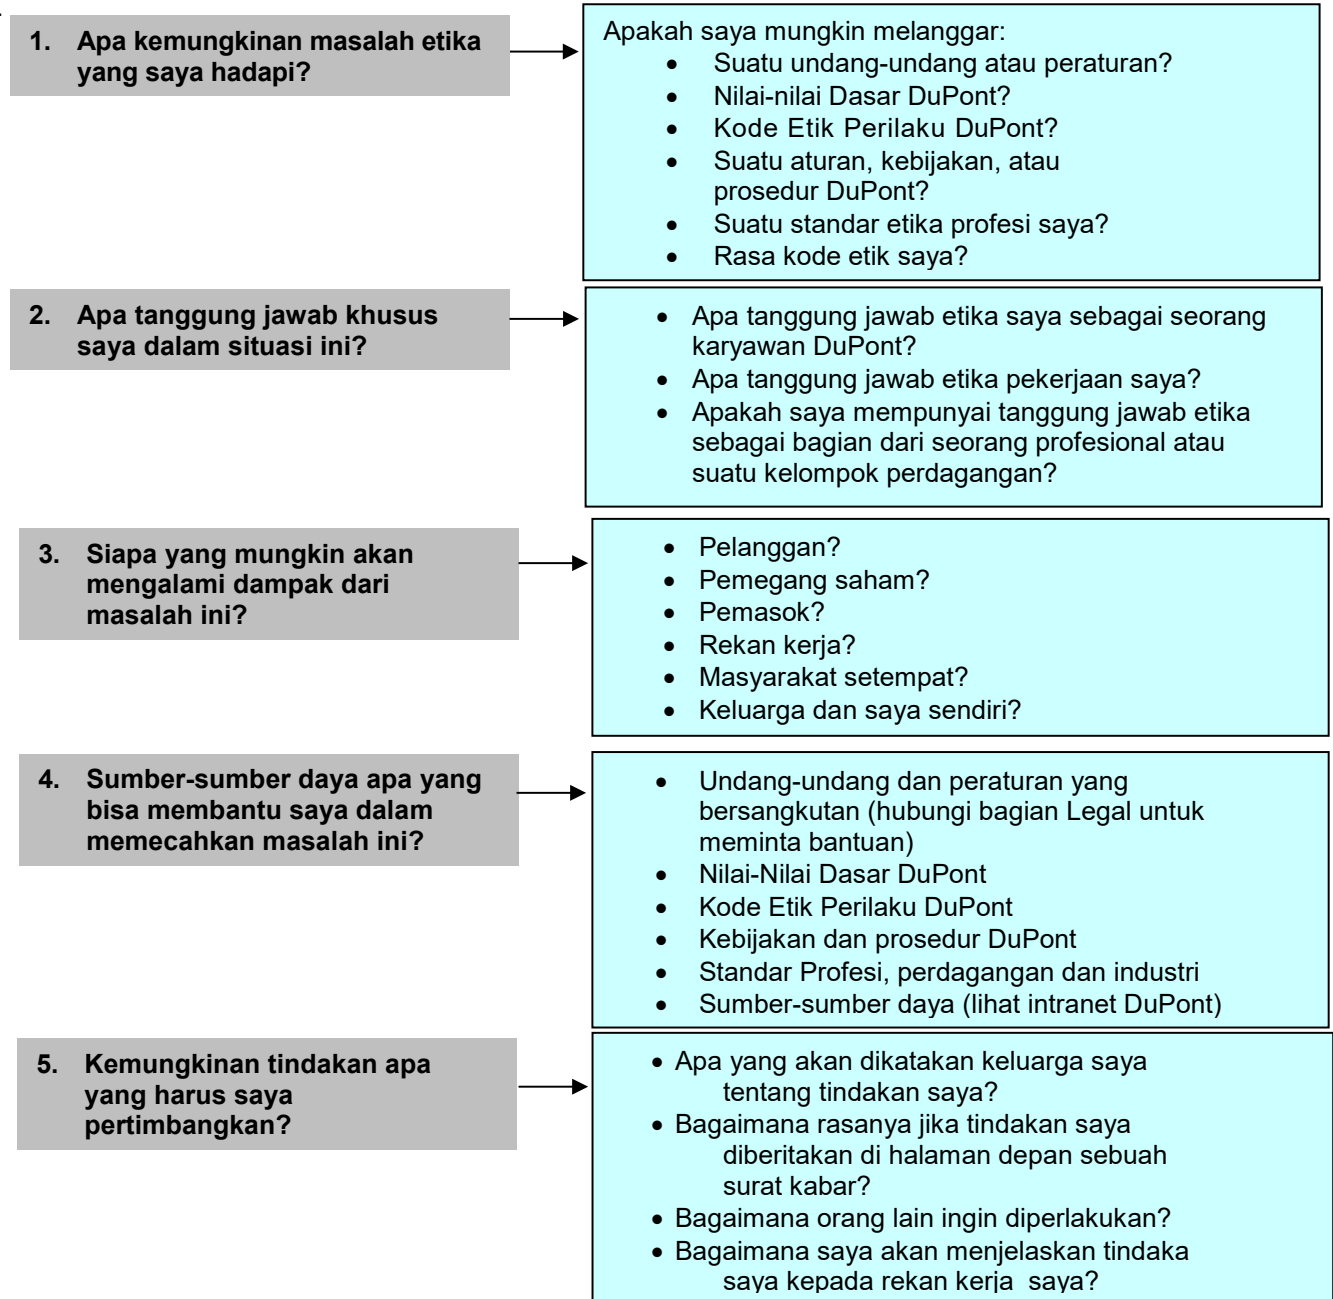 1. Apa kemungkinan masalah etika
yang saya hadapi?
Apakah saya mungkin melanggar:
• Suatu undang-undang atau peraturan?
• Nilai-nilai Dasar DuPont?
• Kode Etik Perilaku DuPont?
• Suatu aturan, kebijakan, atau
prosedur DuPont?
• Suatu standar etika profesi saya?
• Rasa kode etik saya?
2. Apa tanggung jawab khusus
saya dalam situasi ini?
• Apa tanggung jawab etika saya sebagai seorang
karyawan DuPont?
• Apa tanggung jawab etika pekerjaan saya?
• Apakah saya mempunyai tanggung jawab etika
sebagai bagian dari seorang profesional atau
suatu kelompok perdagangan?
3. Siapa yang mungkin akan
mengalami dampak dari
masalah ini?
• Pelanggan?
• Pemegang saham?
• Pemasok?
• Rekan kerja?
• Masyarakat setempat?
• Keluarga dan saya sendiri?
4. Sumber-sumber daya apa yang
bisa membantu saya dalam
memecahkan masalah ini?
• Undang-undang dan peraturan yang
bersangkutan (hubungi bagian Legal untuk
meminta bantuan)
• Nilai-Nilai Dasar DuPont
• Kode Etik Perilaku DuPont
• Kebijakan dan prosedur DuPont
• Standar Profesi, perdagangan dan industri
• Sumber-sumber daya (lihat intranet DuPont)
5. Kemungkinan tindakan apa
yang harus saya
pertimbangkan?
• Apa yang akan dikatakan keluarga saya
tentang tindakan saya?
• Bagaimana rasanya jika tindakan saya
diberitakan di halaman depan sebuah
surat kabar?
• Bagaimana orang lain ingin diperlakukan?
• Bagaimana saya akan menjelaskan tindaka
saya kepada rekan kerja saya?